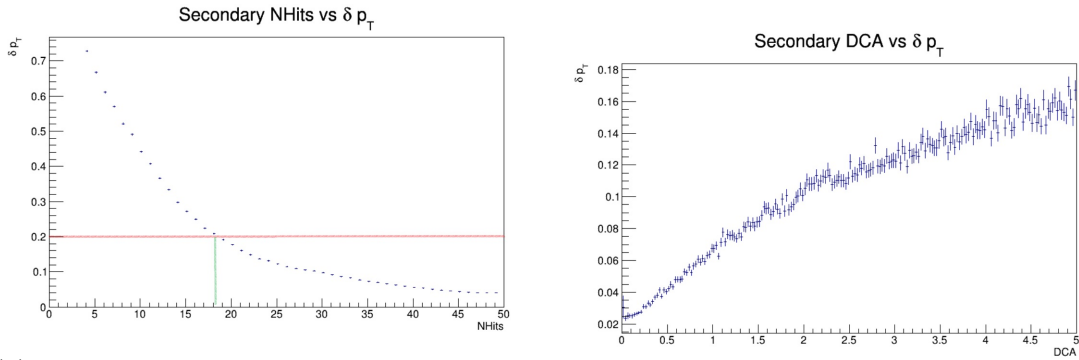 Secondary NHits vs δ p_T
δ p_T
0.7
0.6
0.5
0.4
0.3
0.2
0.1
0
0 5 10 15 20 25 30 35 40 45 50
NHits
Secondary DCA vs δ p_T
δ p_T
0.18
0.16
0.14
0.12
0.1
0.08
0.06
0.04
0.02
0 0.5 1 1.5 2 2.5 3 3.5 4 4.5 5
DCA